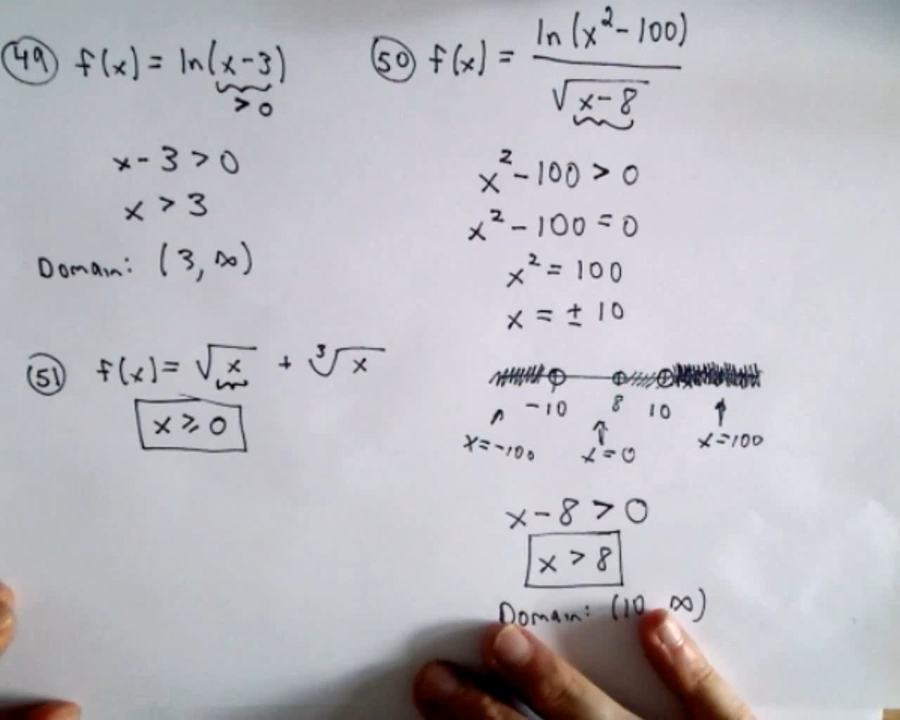 49 f(x) = ln(x-3)
> 0
x - 3 > 0
x > 3
Domain: (3, ∞)
51 f(x) = √x + ∛x
x ≥ 0
50 f(x) = ln(x²-100) / √x-8
x² - 100 > 0
x² - 100 = 0
x² = 100
x = ± 10
-10 8 10
x=-100 x=0 x=100
x - 8 > 0
x > 8
Domain: (10, ∞)